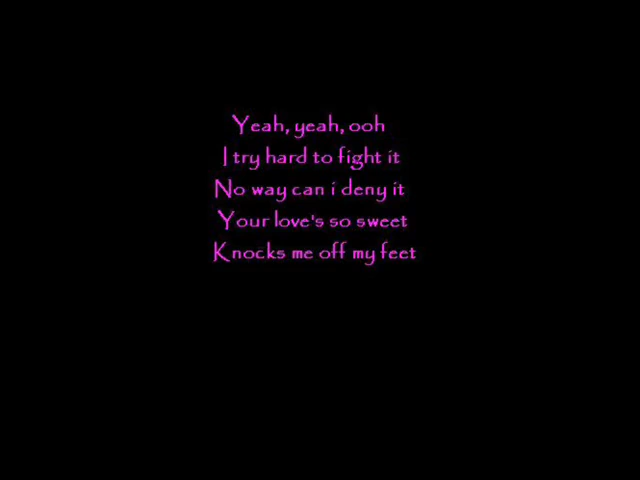 Yeah, yeah, ooh
I try hard to fight it
No way can i deny it
Your love's so sweet
Knocks me off my feet